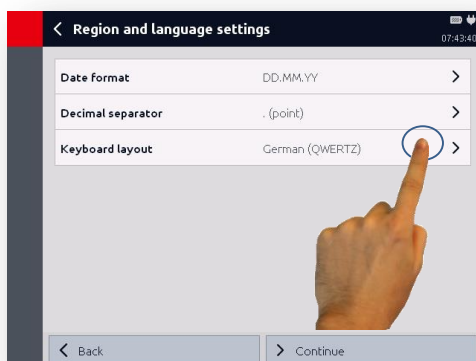 Region and language settings
07:43:40
Date format DD.MM.YY
Decimal separator . (point)
Keyboard layout German (QWERTZ)
Back Continue